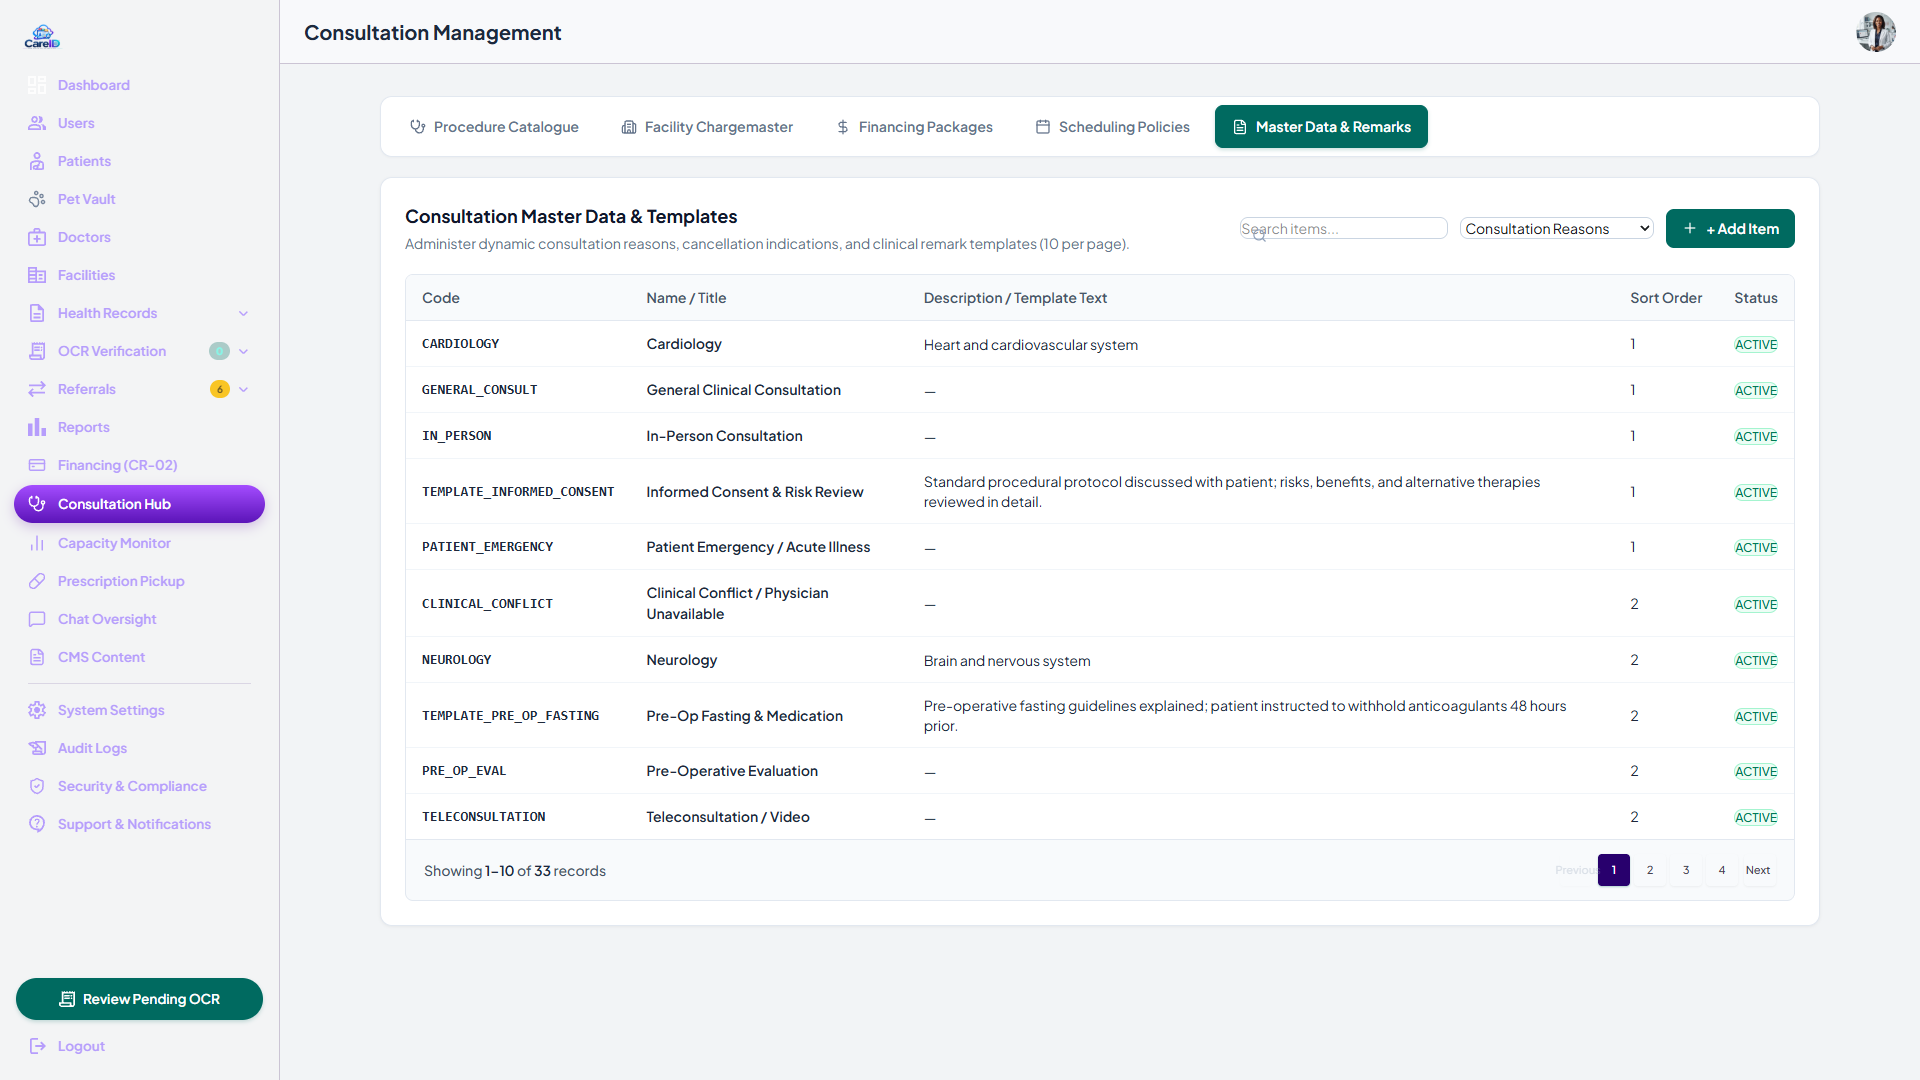 CareID
Consultation Management
Dashboard
Users
Patients
Pet Vault
Doctors
Facilities
Health Records
OCR Verification 0
Referrals 6
Reports
Financing (CR-02)
Consultation Hub
Capacity Monitor
Prescription Pickup
Chat Oversight
CMS Content
System Settings
Audit Logs
Security & Compliance
Support & Notifications
Review Pending OCR
Logout
Procedure Catalogue Facility Chargemaster Financing Packages Scheduling Policies Master Data & Remarks
Consultation Master Data & Templates
Administer dynamic consultation reasons, cancellation indications, and clinical remark templates (10 per page).
Search items... Consultation Reasons + Add Item
Code Name / Title Description / Template Text Sort Order Status
CARDIOLOGY Cardiology Heart and cardiovascular system 1 ACTIVE
GENERAL_CONSULT General Clinical Consultation — 1 ACTIVE
IN_PERSON In-Person Consultation — 1 ACTIVE
TEMPLATE_INFORMED_CONSENT Informed Consent & Risk Review Standard procedural protocol discussed with patient; risks, benefits, and alternative therapies
reviewed in detail. 1 ACTIVE
PATIENT_EMERGENCY Patient Emergency / Acute Illness — 1 ACTIVE
CLINICAL_CONFLICT Clinical Conflict / Physician
Unavailable — 2 ACTIVE
NEUROLOGY Neurology Brain and nervous system 2 ACTIVE
TEMPLATE_PRE_OP_FASTING Pre-Op Fasting & Medication Pre-operative fasting guidelines explained; patient instructed to withhold anticoagulants 48 hours
prior. 2 ACTIVE
PRE_OP_EVAL Pre-Operative Evaluation — 2 ACTIVE
TELECONSULTATION Teleconsultation / Video — 2 ACTIVE
Showing 1–10 of 33 records
Previous 1 2 3 4 Next